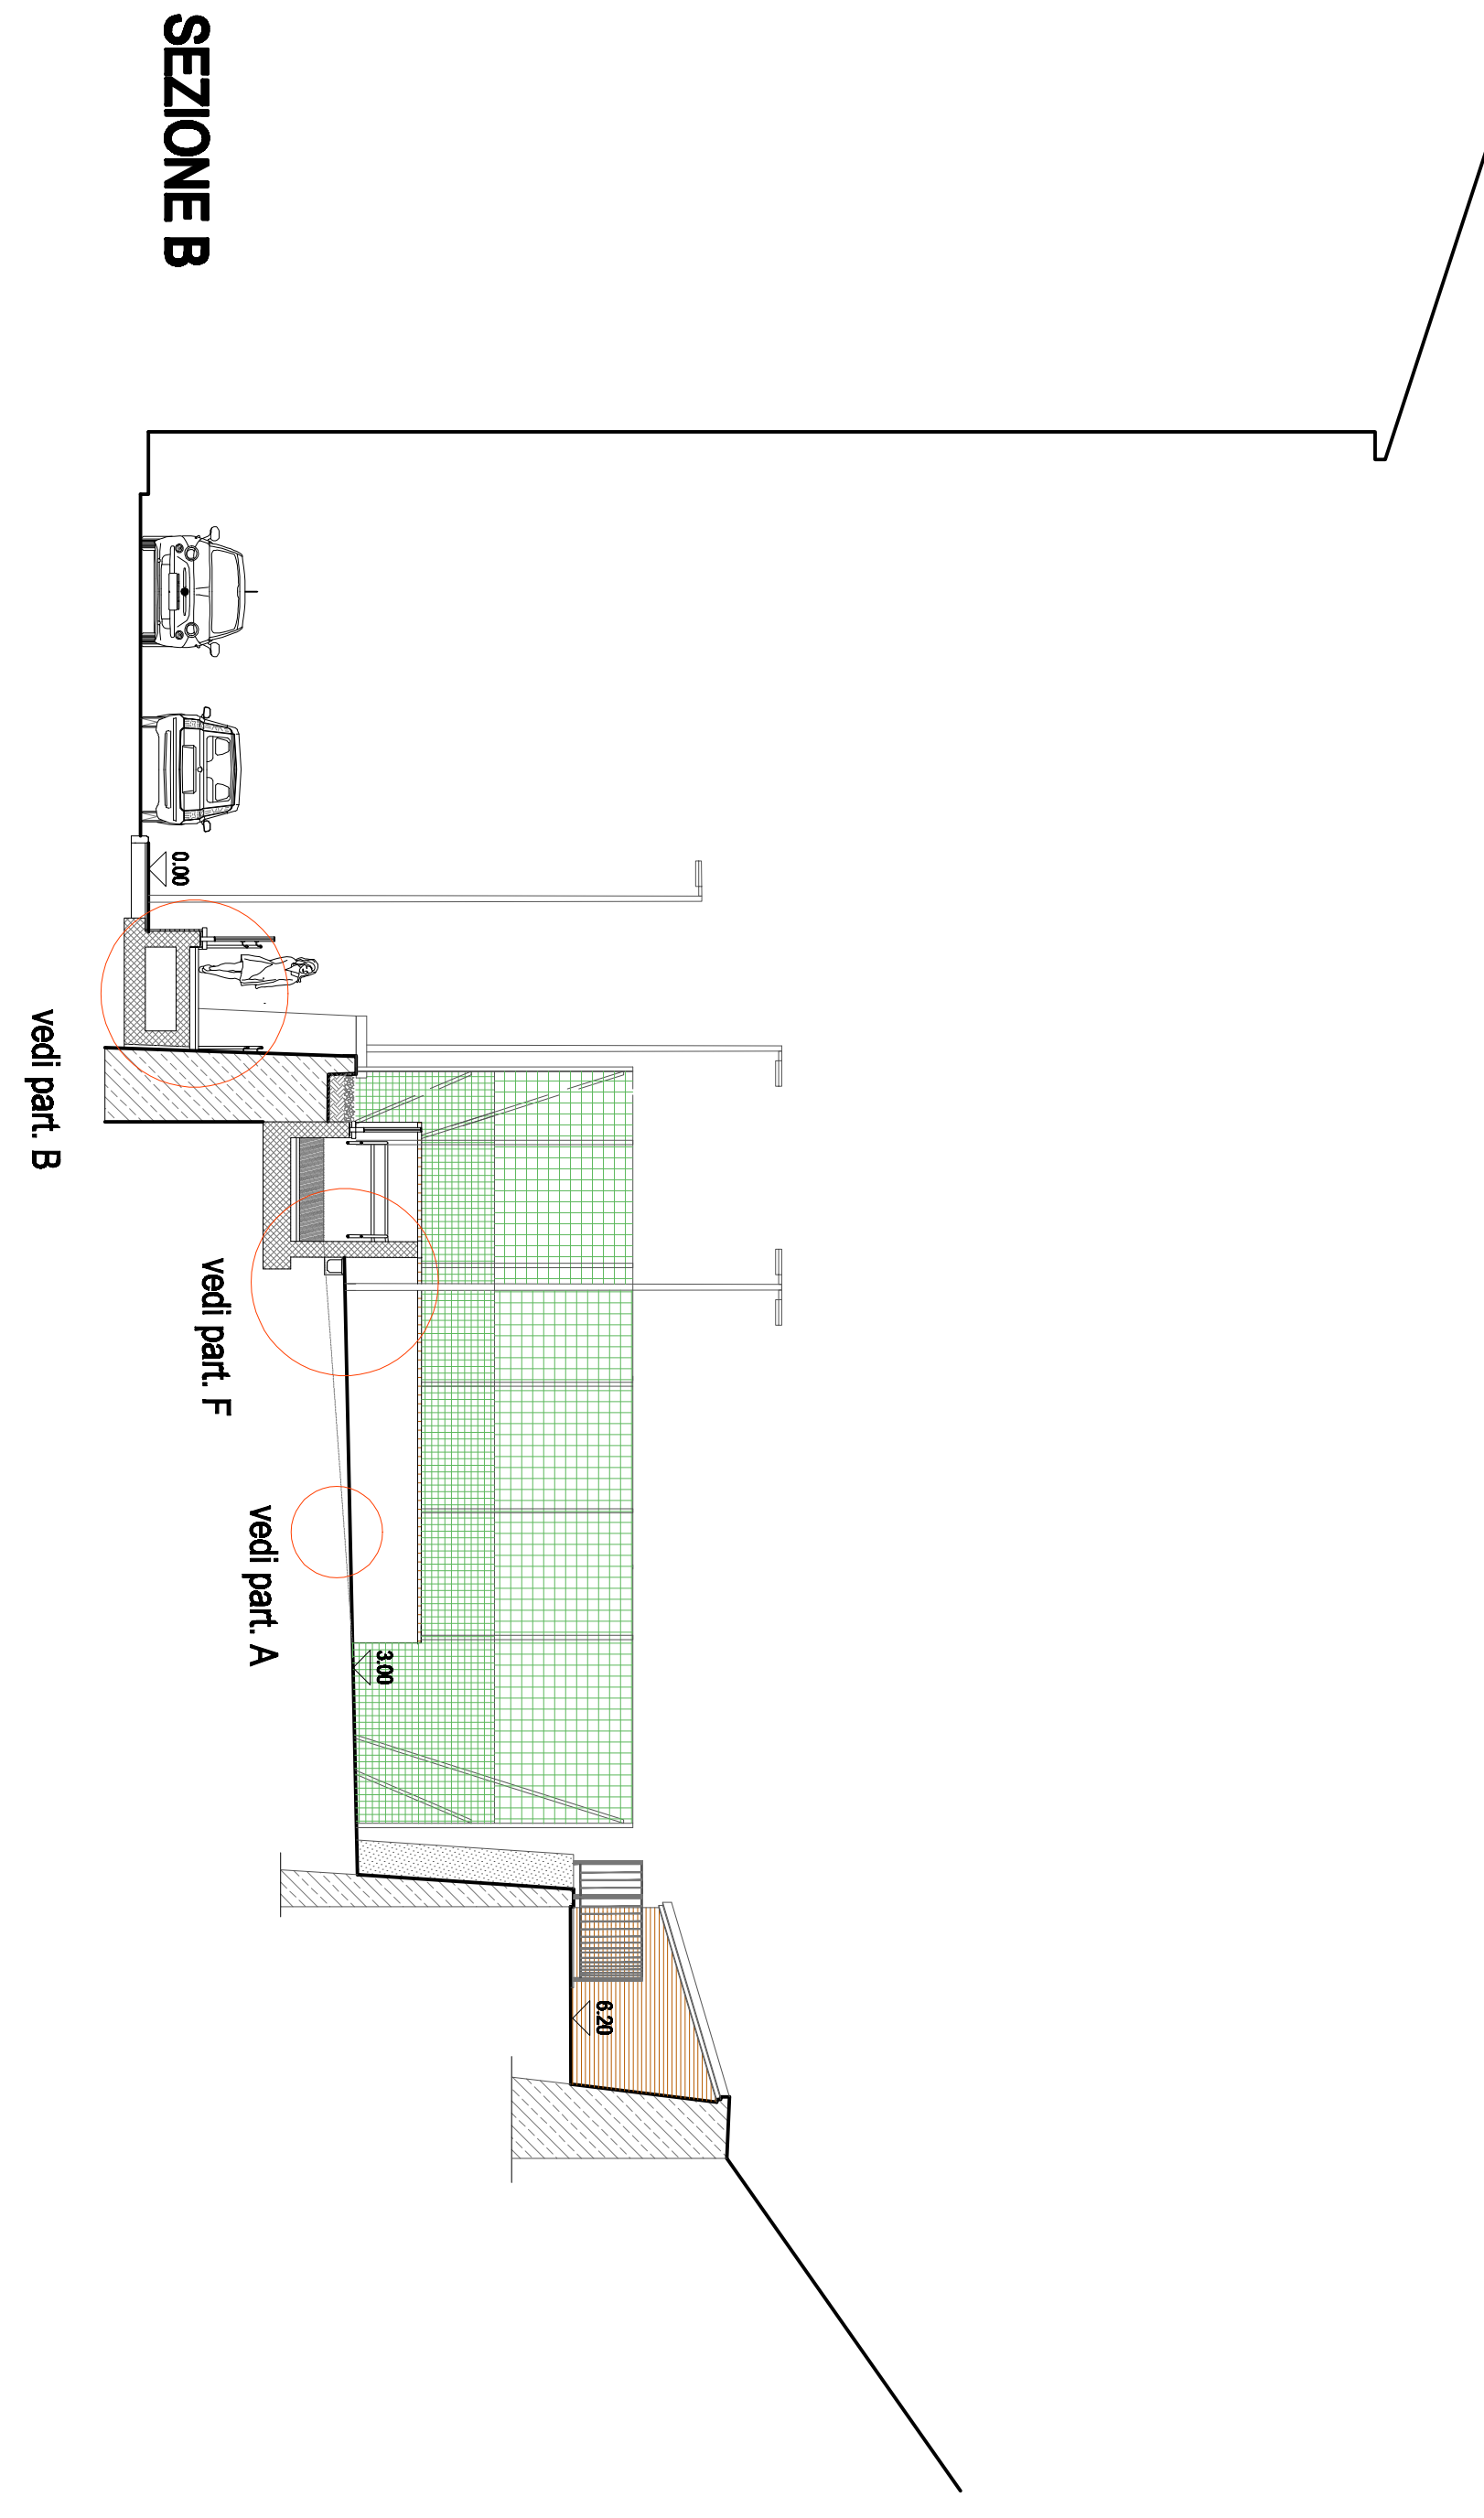 SEZIONE B
0.00
vedi part. B
vedi part. F
vedi part. A
3.00
6.20